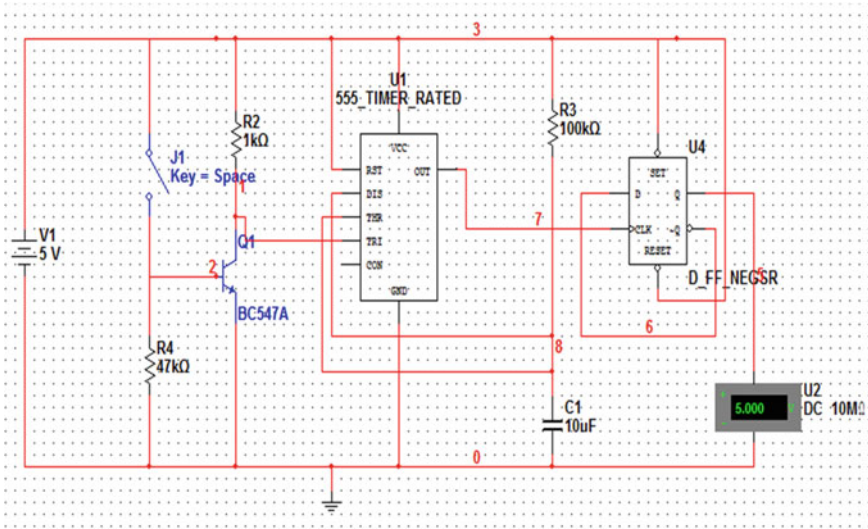 3
U1
555_TIMER_RATED
R2
1kΩ
R3
100kΩ
VCC
U4
J1
Key = Space
RST
OUT
SET
1
DIS
D
Q
THR
7
V1
5 V
Q1
TRI
CLK
~Q
2
CON
RESET
5
GND
D_FF_NEGSR
BC547A
6
R4
47kΩ
8
C1
10uF
5.000
U2
DC 10MΩ
0